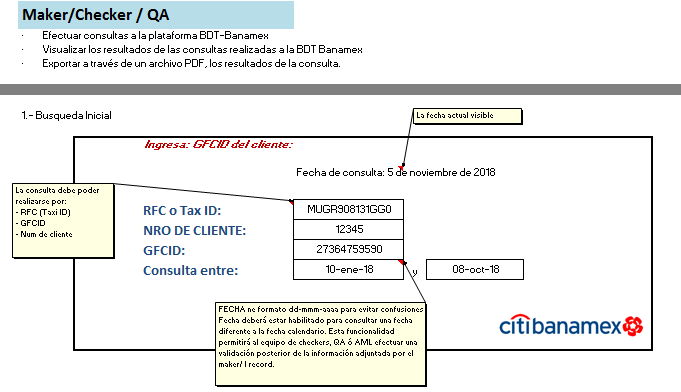 Maker/Checker / QA
· Efectuar consultas a la plataforma BDT-Banamex
· Visualizar los resultados de las consultas realizadas a la BDT Banamex
· Exportar a través de un archivo PDF, los resultados de la consulta.
1.- Busqueda Inicial
La fecha actual visible
Ingresa: GFCID del cliente:
Fecha de consulta: 5 de noviembre de 2018
La consulta debe poder
realizarse por:
- RFC (Taxi ID)
- GFCID
- Num de cliente
RFC o Tax ID: MUGR908131GG0
NRO DE CLIENTE: 12345
GFCID: 27364759590
Consulta entre: 10-ene-18 y 08-oct-18
FECHA ne formato dd-mmm-aaaa para evitar confusiones
Fecha deberá estar habilitado para consultar una fecha
diferente a la fecha calendario. Esta funcionalidad
permitirá al equipo de checkers, QA ó AML efectuar una
validación posterior de la información adjuntada por el
maker/ 1 record.
citibanamex